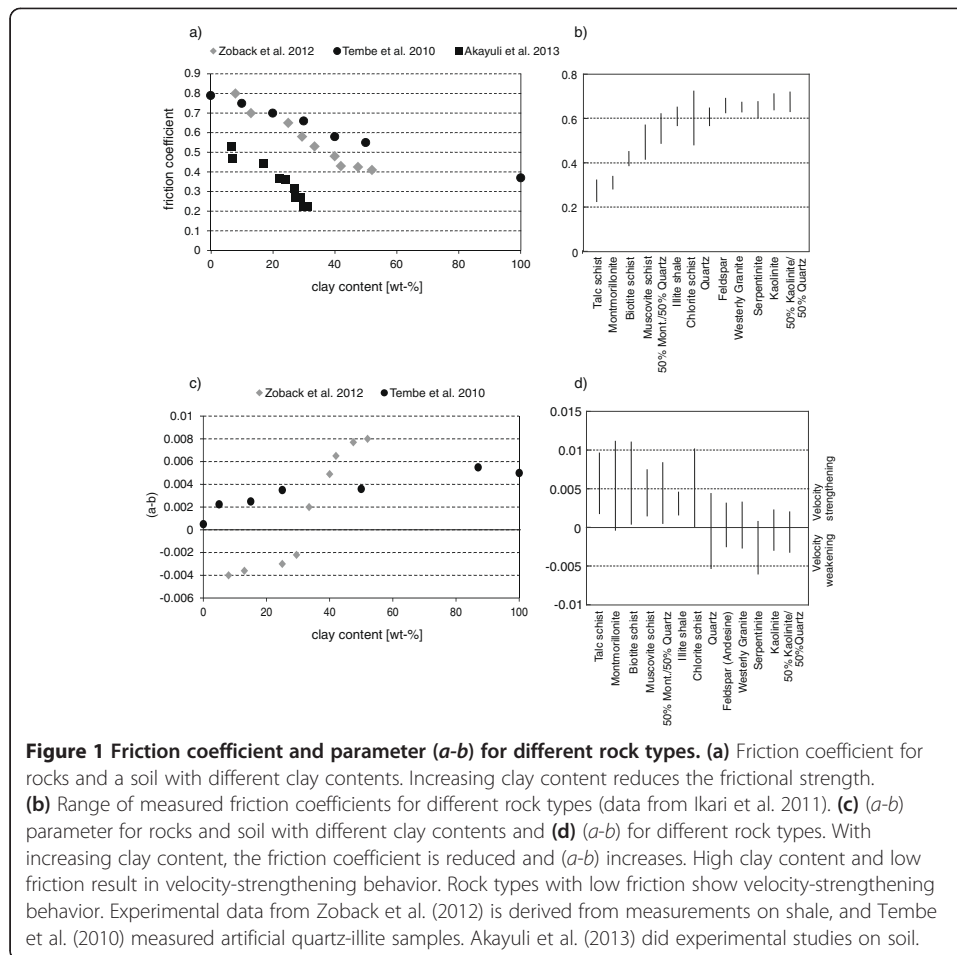 a)
b)
Zoback et al. 2012
Tembe et al. 2010
Akayuli et al. 2013
friction coefficient
0.9
0.8
0.7
0.6
0.5
0.4
0.3
0.2
0.1
0
0
20
40
60
80
100
clay content [wt-%]
0.8
0.6
0.4
0.2
0
Talc schist
Montmorillonite
Biotite schist
Muscovite schist
50% Mont./50% Quartz
Illite shale
Chlorite schist
Quartz
Feldspar
Westerly Granite
Serpentinite
Kaolinite
50% Kaolinite/
50% Quartz
c)
d)
Zoback et al. 2012
Tembe et al. 2010
(a-b)
0.01
0.008
0.006
0.004
0.002
0
-0.002
-0.004
-0.006
0
20
40
60
80
100
clay content [wt-%]
0.015
0.01
0.005
0
-0.005
-0.01
Velocity
strengthening
Velocity
weakening
Talc schist
Montmorillonite
Biotite schist
Muscovite schist
50% Mont./50% Quartz
Illite shale
Chlorite schist
Quartz
Feldspar (Andesine)
Westerly Granite
Serpentinite
Kaolinite
50% Kaolinite/
50%Quartz
Figure 1 Friction coefficient and parameter (a-b) for different rock types. (a) Friction coefficient for
rocks and a soil with different clay contents. Increasing clay content reduces the frictional strength.
(b) Range of measured friction coefficients for different rock types (data from Ikari et al. 2011). (c) (a-b)
parameter for rocks and soil with different clay contents and (d) (a-b) for different rock types. With
increasing clay content, the friction coefficient is reduced and (a-b) increases. High clay content and low
friction result in velocity-strengthening behavior. Rock types with low friction show velocity-strengthening
behavior. Experimental data from Zoback et al. (2012) is derived from measurements on shale, and Tembe
et al. (2010) measured artificial quartz-illite samples. Akayuli et al. (2013) did experimental studies on soil.